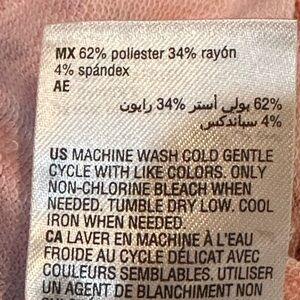 MX 62% poliester 34% rayón
4% spándex
AE
62% بولي أستر 34% رايون
4% سباندكس
US MACHINE WASH COLD GENTLE
CYCLE WITH LIKE COLORS. ONLY
NON-CHLORINE BLEACH WHEN
NEEDED. TUMBLE DRY LOW. COOL
IRON WHEN NEEDED.
CA LAVER EN MACHINE À L'EAU
FROIDE AU CYCLE DÉLICAT AVEC
COULEURS SEMBLABLES. UTILISER
UN AGENT DE BLANCHIMENT NON